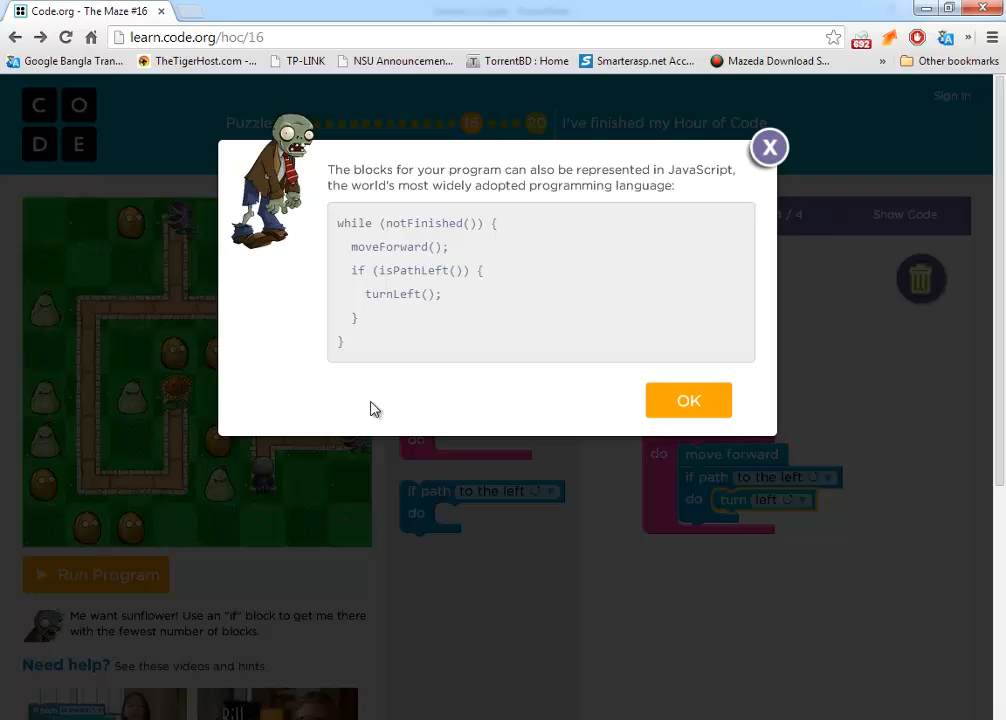 Code.org - The Maze #16
learn.code.org/hoc/16
692
Google Bangla Tran...
TheTigerHost.com -...
TP-LINK
NSU Announcemen...
TorrentBD : Home
Smarterasp.net Acc...
Mazeda Download S...
»
Other bookmarks
C O
D E
Puzzle
16
20
I've finished my Hour of Code
Sign in
X
The blocks for your program can also be represented in JavaScript,
the world's most widely adopted programming language:
while (notFinished()) {
moveForward();
if (isPathLeft()) {
turnLeft();
}
}
OK
/ 4
Show Code
do
if path to the left
do
do
move forward
if path to the left
do turn left
Run Program
Me want sunflower! Use an "if" block to get me there
with the fewest number of blocks.
Need help? See these videos and hints